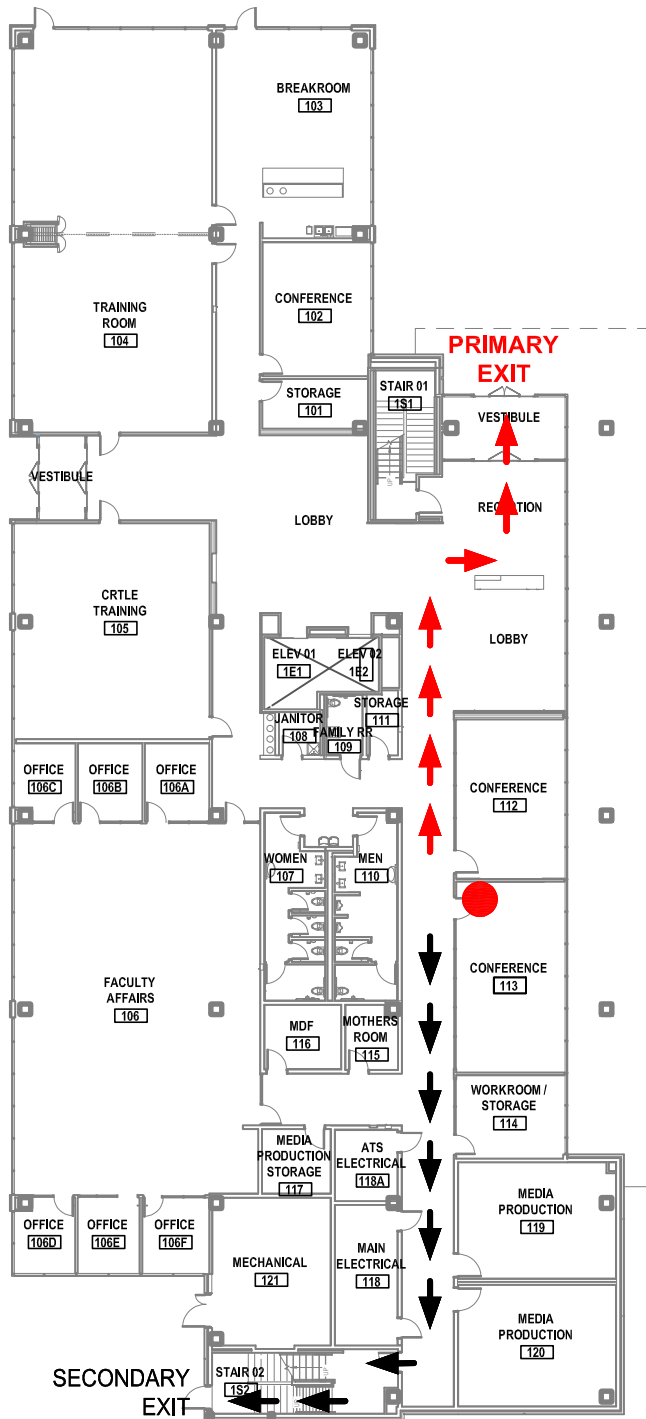 BREAKROOM
103
TRAINING
ROOM
104
CONFERENCE
102
PRIMARY
EXIT
STORAGE
101
STAIR 01
1S1
UP
VESTIBULE
VESTIBULE
LOBBY
RECEPTION
CRTLE
TRAINING
105
LOBBY
ELEV 01
1E1
ELEV 02
1E2
STORAGE
111
JANITOR
108
FAMILY RR
109
OFFICE
106C
OFFICE
106B
OFFICE
106A
CONFERENCE
112
WOMEN
107
MEN
110
CONFERENCE
113
FACULTY
AFFAIRS
106
MDF
116
MOTHERS
ROOM
115
WORKROOM /
STORAGE
114
MEDIA
PRODUCTION
STORAGE
117
ATS
ELECTRICAL
118A
MEDIA
PRODUCTION
119
OFFICE
106D
OFFICE
106E
OFFICE
106F
MECHANICAL
121
MAIN
ELECTRICAL
118
MEDIA
PRODUCTION
120
SECONDARY
EXIT
STAIR 02
1S2